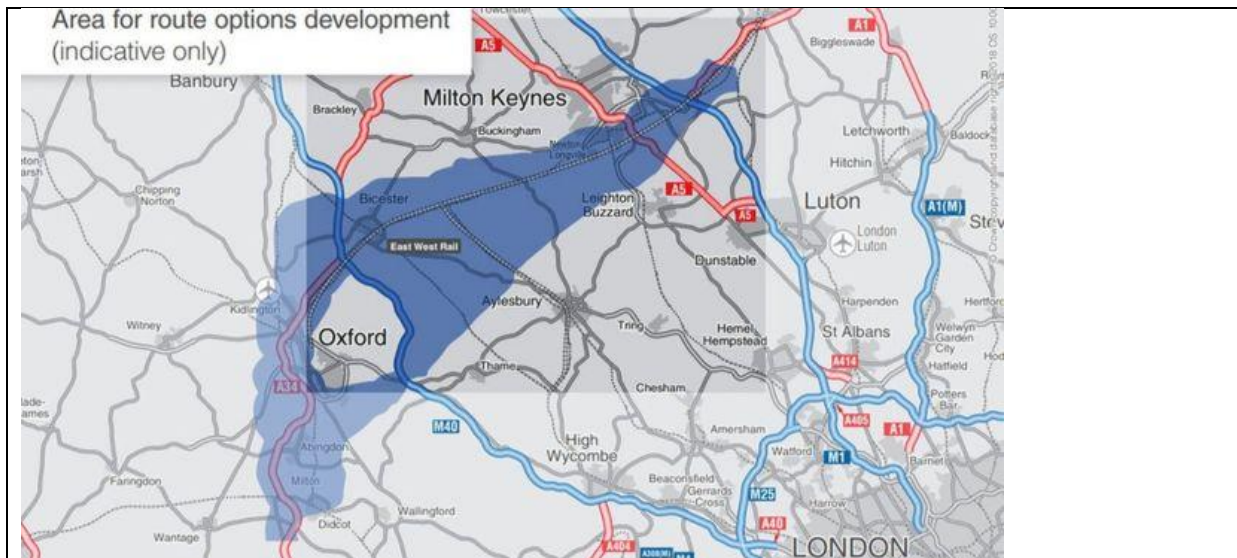 Area for route options development
(indicative only)
Towcester
A5
A1
Biggleswade
Banbury
Brackley
Milton Keynes
Buckingham
Newton
Longville
Letchworth
Baldock
Hitchin
Chipping
Norton
Bicester
Leighton
Buzzard
A5
A5
Luton
London
Luton
A1(M)
Stev
East West Rail
Dunstable
Kidlington
Aylesbury
Harpenden
Hertford
Witney
Oxford
Tring
Hemel
Hempstead
St Albans
Welwyn
Garden
City
Hatfield
Thame
A414
A34
Chesham
Potters
Bar
M40
A405
Abingdon
High
Wycombe
Amersham
Watford
A1
Barnet
Faringdon
Milton
Beaconsfield
Gerrards
Cross
M1
M25
Harrow
Didcot
Wallingford
Wantage
A404
A308(M)
A40
LONDON